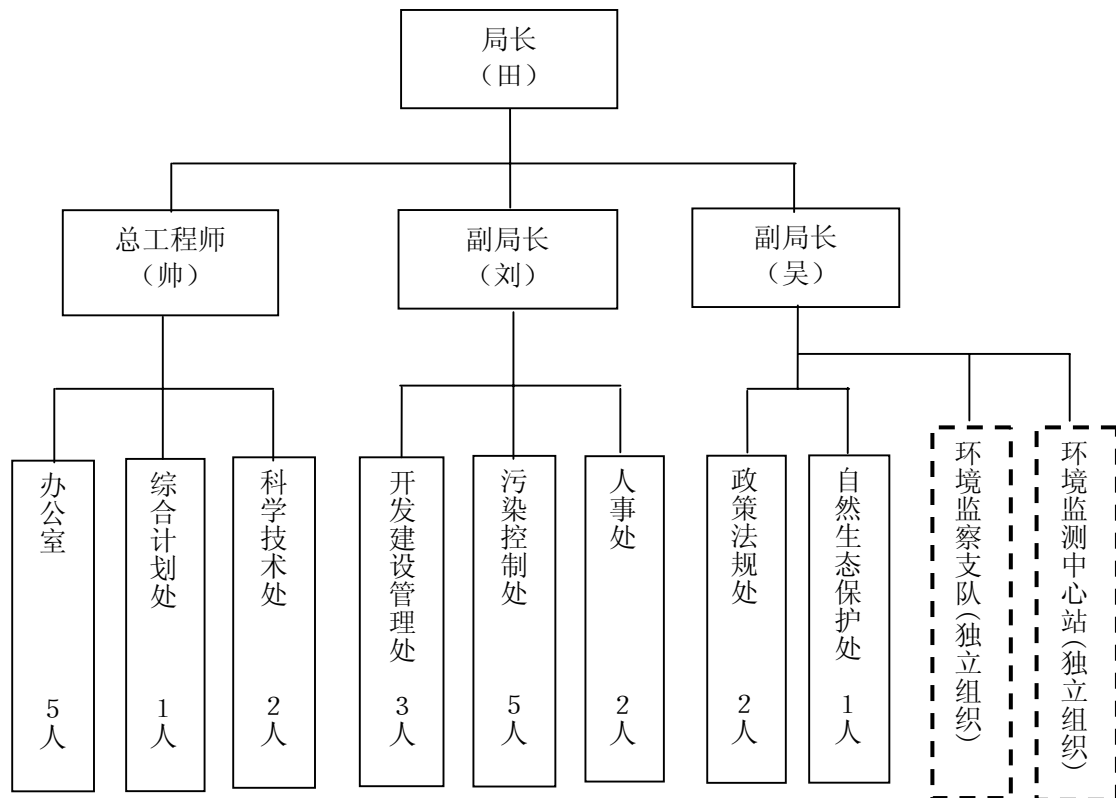 局长
（田）
总工程师
（帅）
副局长
（刘）
副局长
（吴）
办公室
5人
综合计划处
1人
科学技术处
2人
开发建设管理处
3人
污染控制处
5人
人事处
2人
政策法规处
2人
自然生态保护处
1人
环境监察支队(独立组织)
环境监测中心站(独立组织)